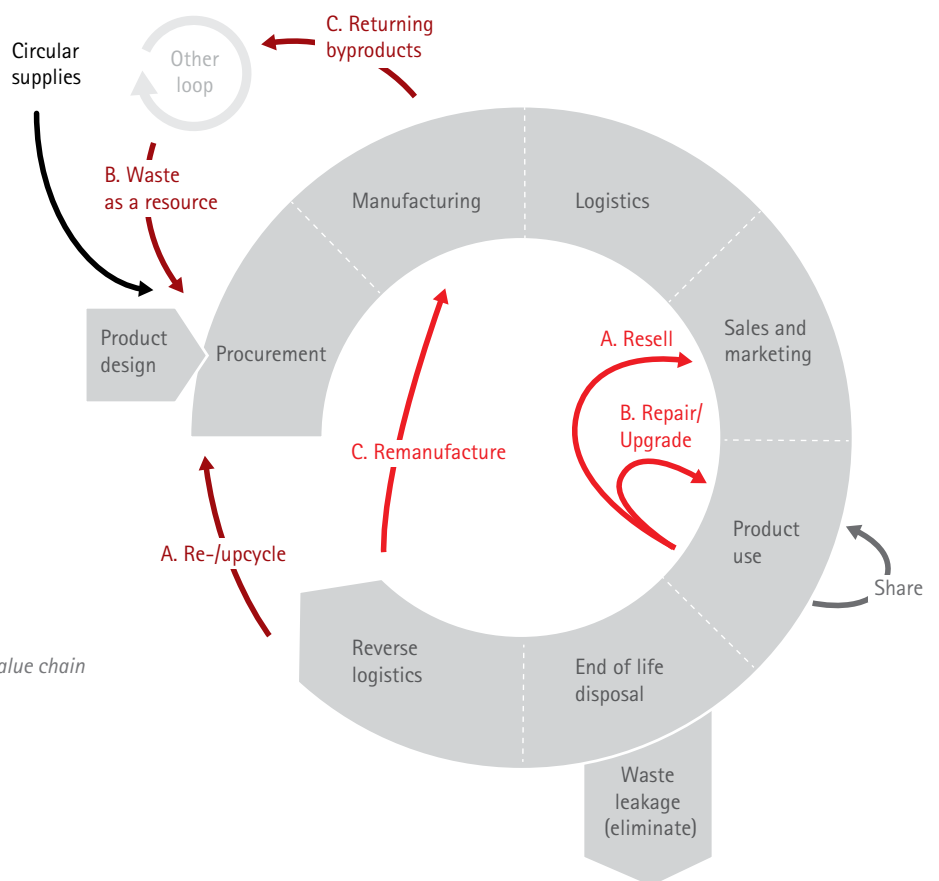 C. Returning
byproducts
Circular
supplies
Other
loop
B. Waste
as a resource
Manufacturing
Logistics
Product
design
Procurement
Sales and
marketing
A. Resell
B. Repair/
Upgrade
C. Remanufacture
Product
use
A. Re-/upcycle
Share
Reverse
logistics
End of life
disposal
chain
Waste
leakage
(eliminate)